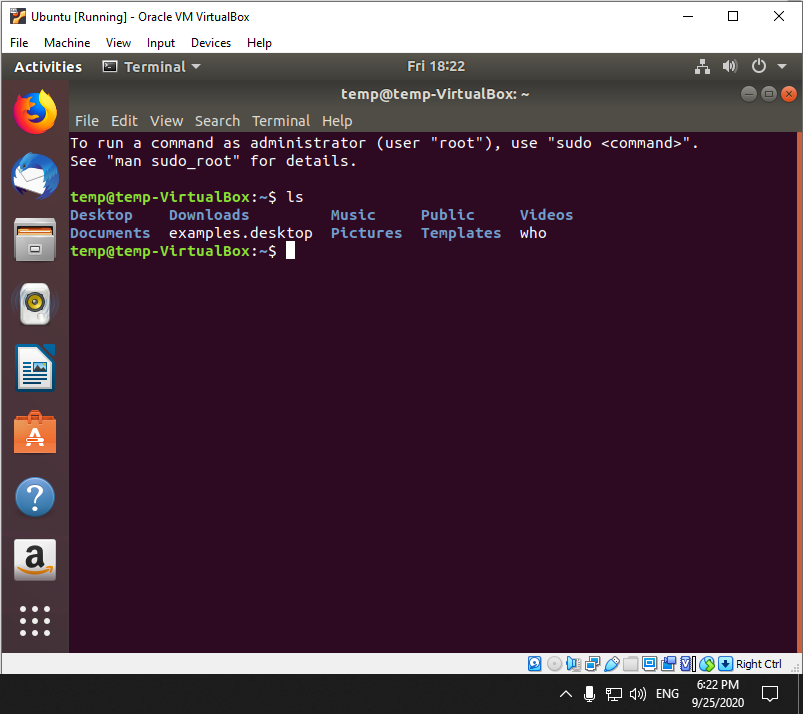 Ubuntu [Running] - Oracle VM VirtualBox
File Machine View Input Devices Help
Activities Terminal Fri 18:22
temp@temp-VirtualBox: ~
File Edit View Search Terminal Help
To run a command as administrator (user "root"), use "sudo <command>".
See "man sudo_root" for details.
temp@temp-VirtualBox:~$ ls
Desktop Downloads Music Public Videos
Documents examples.desktop Pictures Templates who
temp@temp-VirtualBox:~$
Right Ctrl
ENG 6:22 PM
9/25/2020